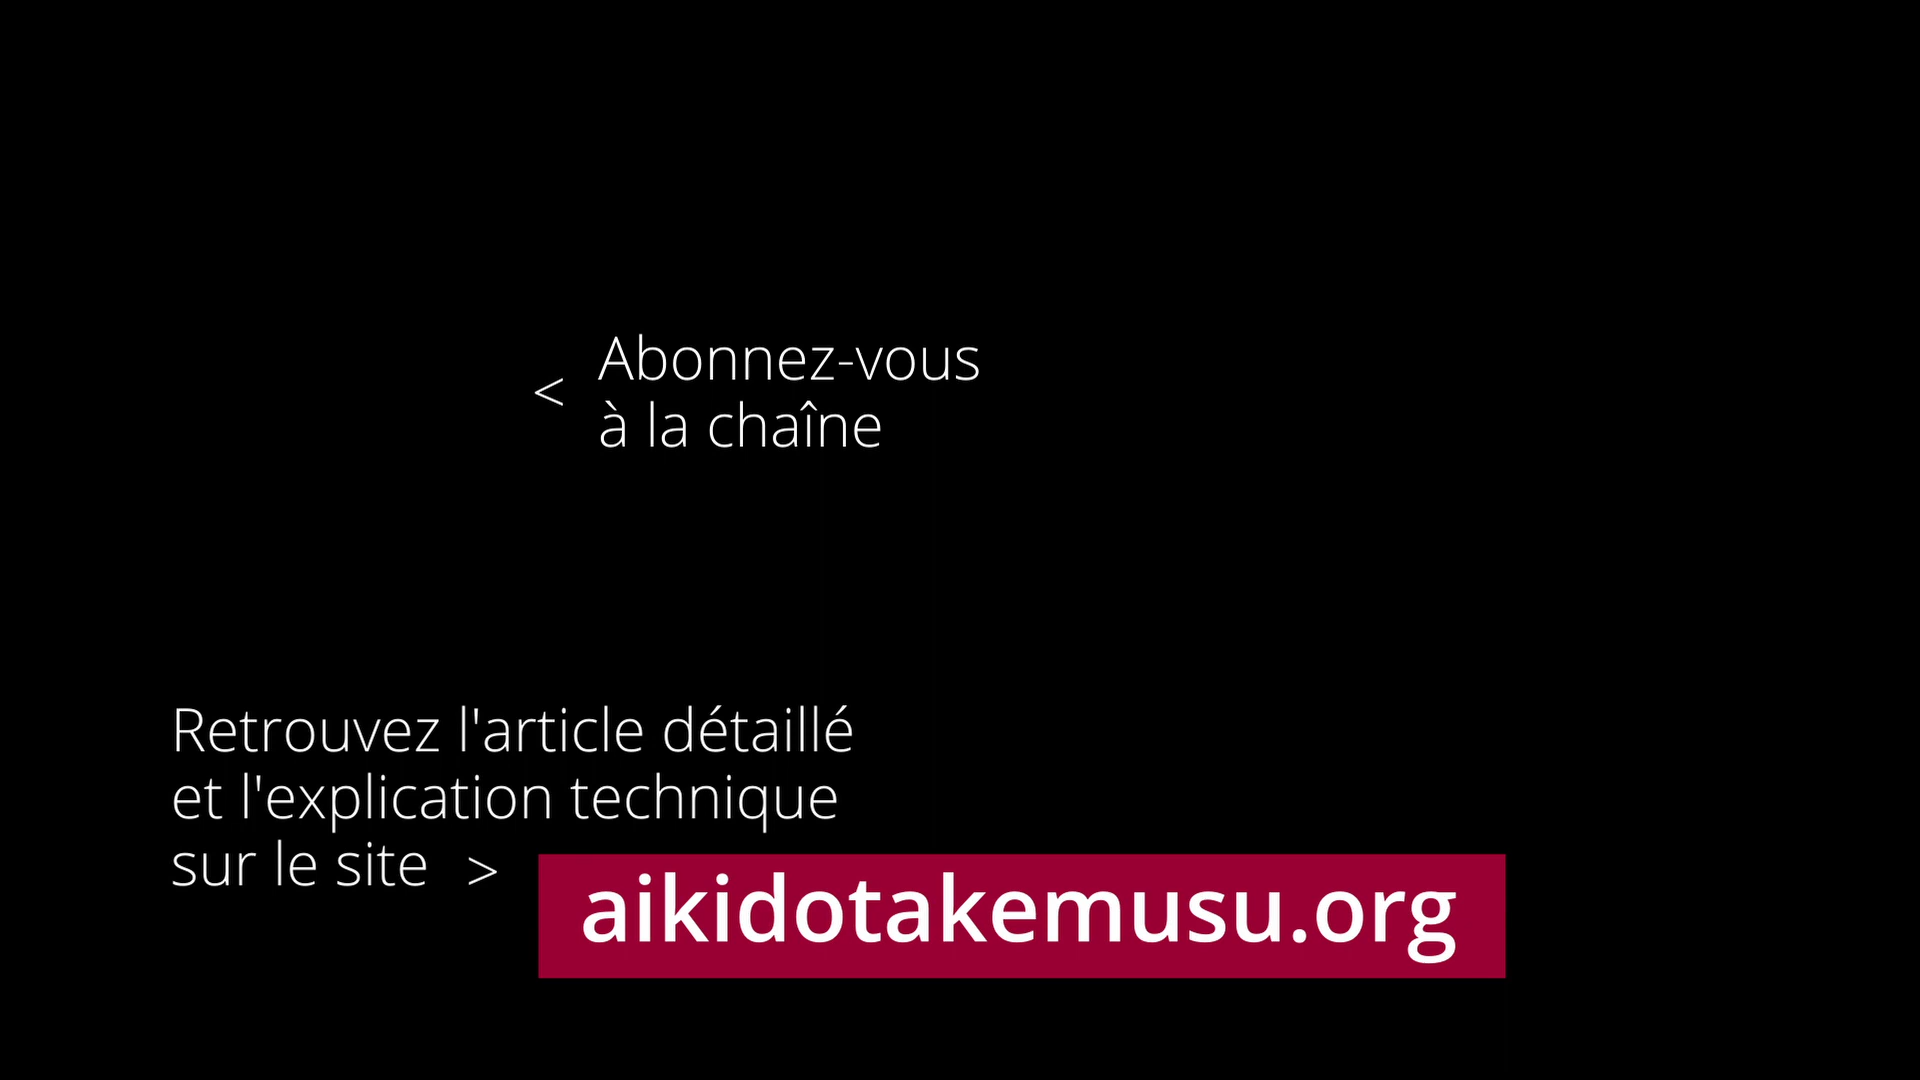 < Abonnez-vous
à la chaîne
Retrouvez l'article détaillé
et l'explication technique
sur le site >
aikidotakemusu.org